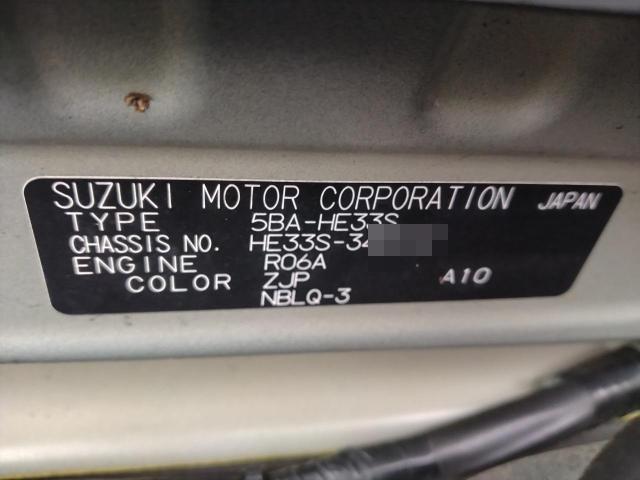 SUZUKI MOTOR CORPORATION JAPAN
TYPE 5BA-HE33S
CHASSIS NO. HE33S-34
ENGINE R06A
COLOR ZJP A10
NBLQ-3